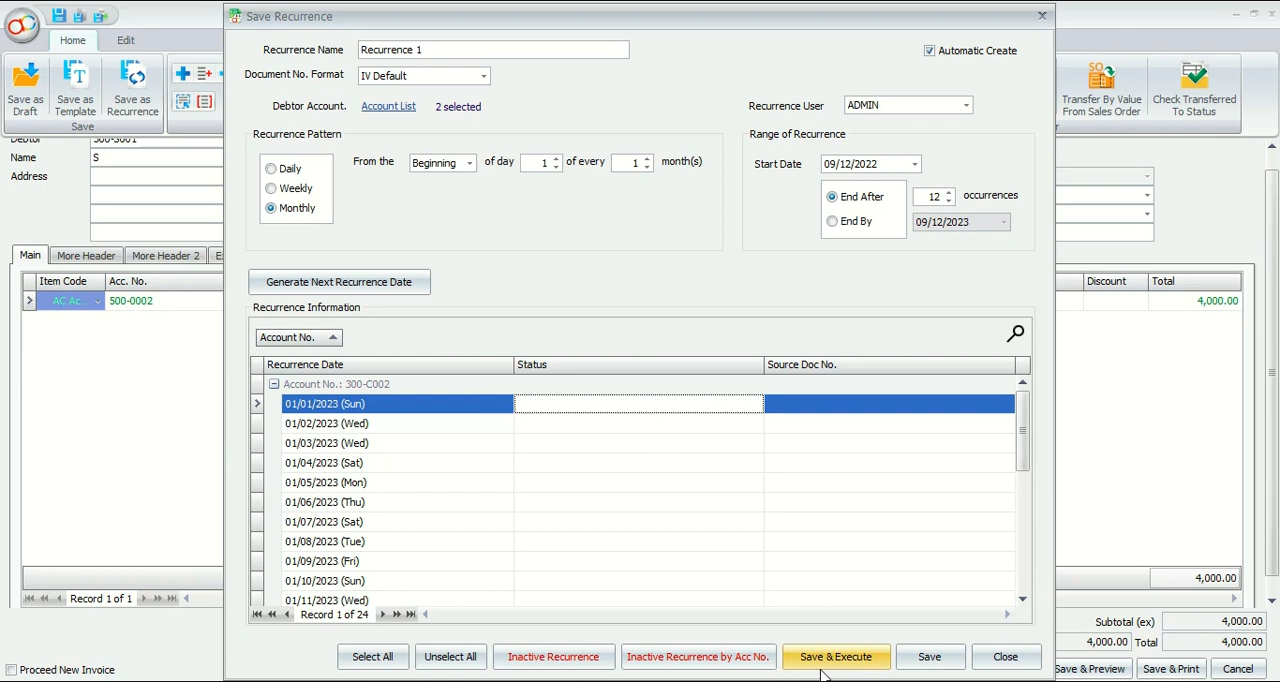 Save Recurrence
Home
Edit
Save as Draft
Save as Template
Save as Recurrence
Save
Recurrence Name
Recurrence 1
Automatic Create
Document No. Format
IV Default
Debtor Account.
Account List
2 selected
Recurrence User
ADMIN
Transfer By Value From Sales Order
Check Transferred To Status
Debtor
300-S001
Name
S
Address
Recurrence Pattern
Daily
Weekly
Monthly
From the
Beginning
of day
1
of every
1
month(s)
Range of Recurrence
Start Date
09/12/2022
End After
12
occurrences
End By
09/12/2023
Main
More Header
More Header 2
Item Code
Acc. No.
AC Ac...
500-0002
Discount
Total
4,000.00
Generate Next Recurrence Date
Recurrence Information
Account No.
Recurrence Date
Status
Source Doc No.
Account No.: 300-C002
01/01/2023 (Sun)
01/02/2023 (Wed)
01/03/2023 (Wed)
01/04/2023 (Sat)
01/05/2023 (Mon)
01/06/2023 (Thu)
01/07/2023 (Sat)
01/08/2023 (Tue)
01/09/2023 (Fri)
01/10/2023 (Sun)
01/11/2023 (Wed)
Record 1 of 24
Record 1 of 1
4,000.00
Subtotal (ex)
4,000.00
4,000.00
Total
4,000.00
Select All
Unselect All
Inactive Recurrence
Inactive Recurrence by Acc No.
Save & Execute
Save
Close
Proceed New Invoice
Save & Preview
Save & Print
Cancel